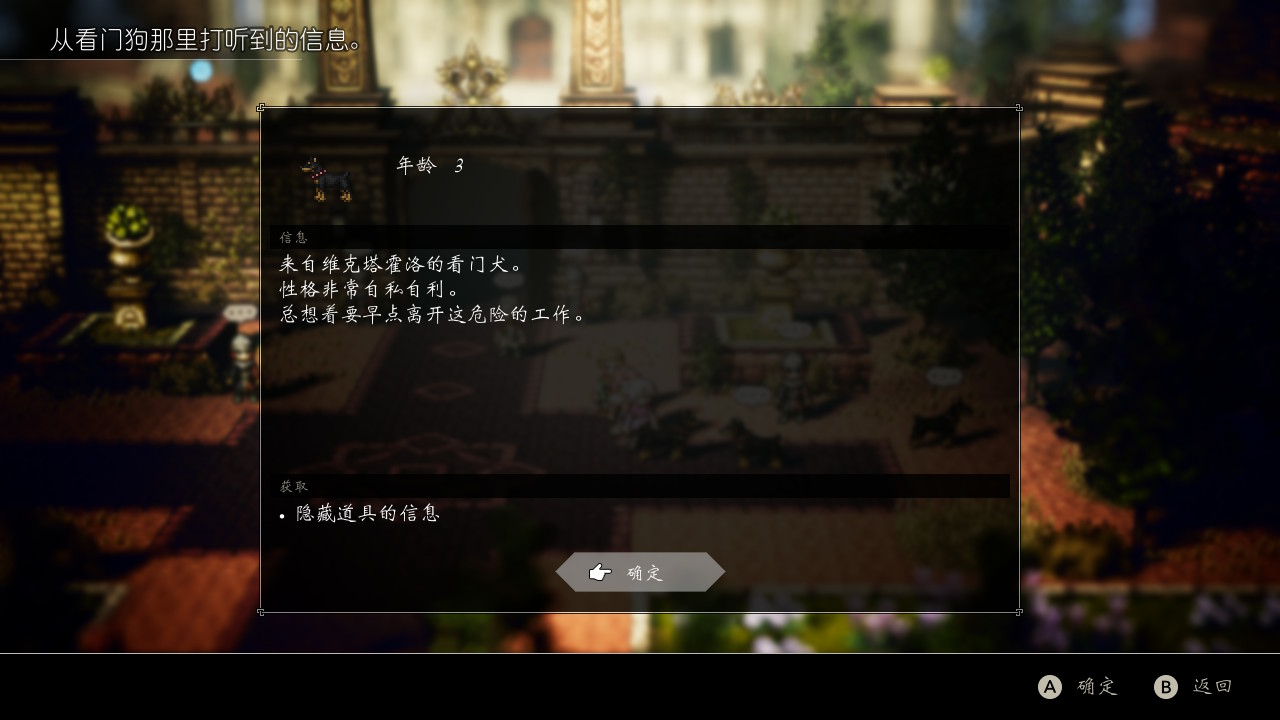 从看门狗那里打听到的信息。
年龄 3
信息
来自维克塔霍洛的看门犬。
性格非常自私自利。
总想着要早点离开这危险的工作。
获取
• 隐藏道具的信息
确定
A 确定 B 返回